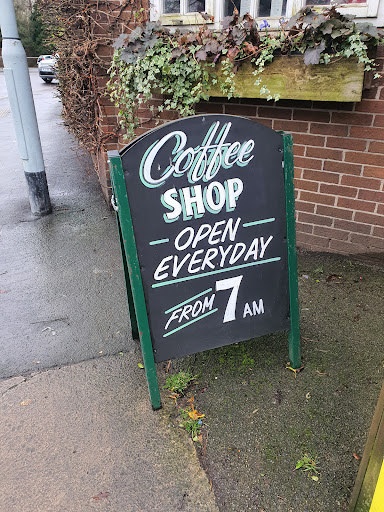 Coffee
SHOP
OPEN
EVERYDAY
FROM 7 AM